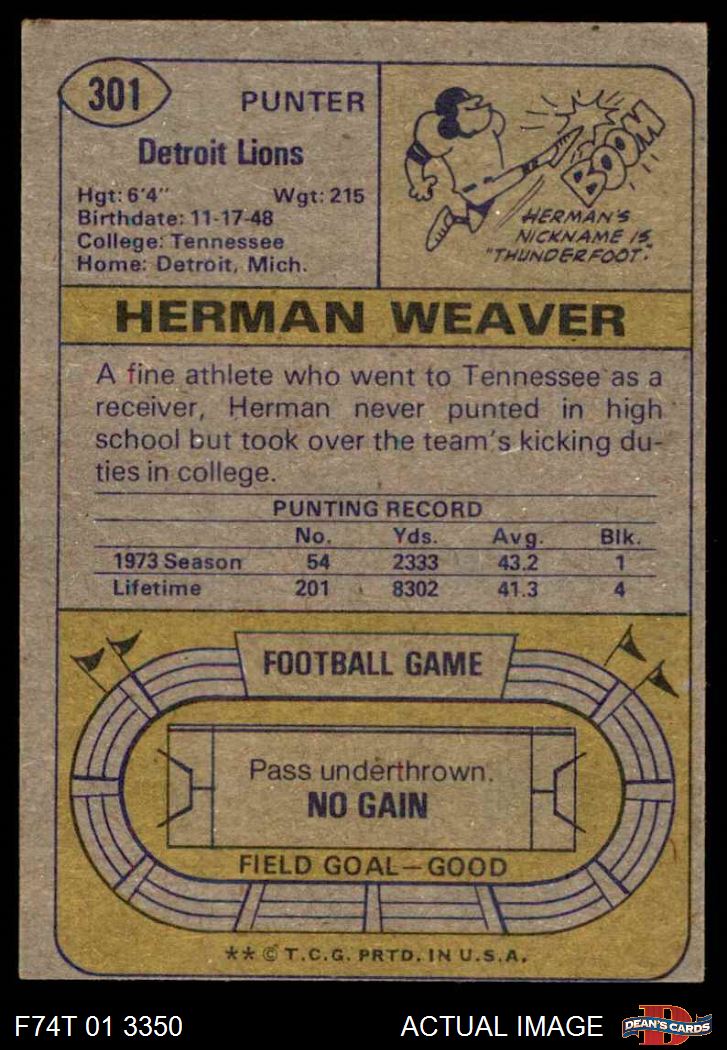 301
PUNTER
Detroit Lions
Hgt: 6'4" Wgt: 215
Birthdate: 11-17-48
College: Tennessee
Home: Detroit, Mich.
BOOM
HERMAN'S
NICKNAME IS
"THUNDERFOOT."
HERMAN WEAVER
A fine athlete who went to Tennessee as a
receiver, Herman never punted in high
school but took over the team's kicking du-
ties in college.
PUNTING RECORD
No. Yds. Avg. Blk.
1973 Season 54 2333 43.2 1
Lifetime 201 8302 41.3 4
FOOTBALL GAME
Pass underthrown.
NO GAIN
FIELD GOAL—GOOD
** © T.C.G. PRTD. IN U.S.A.
F74T 01 3350 ACTUAL IMAGE D DEAN'S CARDS